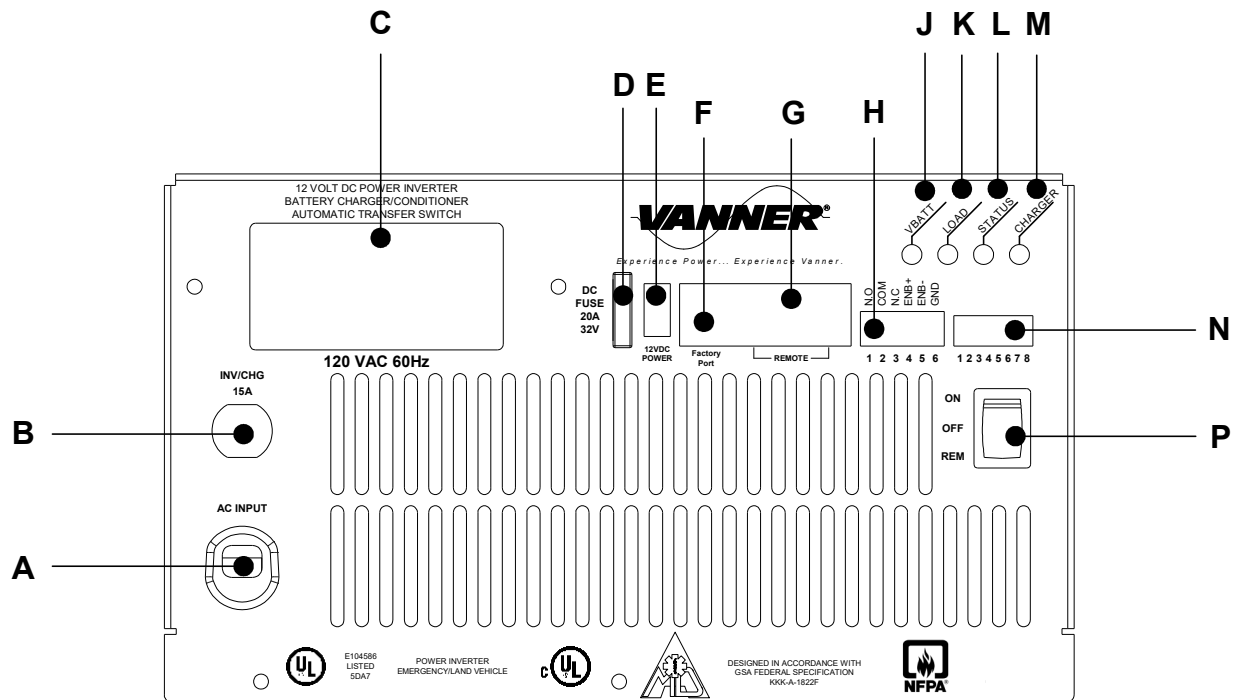 C
J K L M
D E
F
G
H
12 VOLT DC POWER INVERTER
BATTERY CHARGER/CONDITIONER
AUTOMATIC TRANSFER SWITCH
VANNER®
Experience Power... Experience Vanner.
VBATT
LOAD
STATUS
CHARGER
DC
FUSE
20A
32V
12VDC
POWER
Factory
Port
REMOTE
N.O
COM
N.C
ENB+
ENB-
GND
1 2 3 4 5 6
1 2 3 4 5 6 7 8
N
120 VAC 60Hz
INV/CHG
15A
B
ON
OFF
REM
P
AC INPUT
A
UL
E104586
LISTED
5DA7
POWER INVERTER
EMERGENCY/LAND VEHICLE
C UL
DESIGNED IN ACCORDANCE WITH
GSA FEDERAL SPECIFICATION
KKK-A-1822F
NFPA®